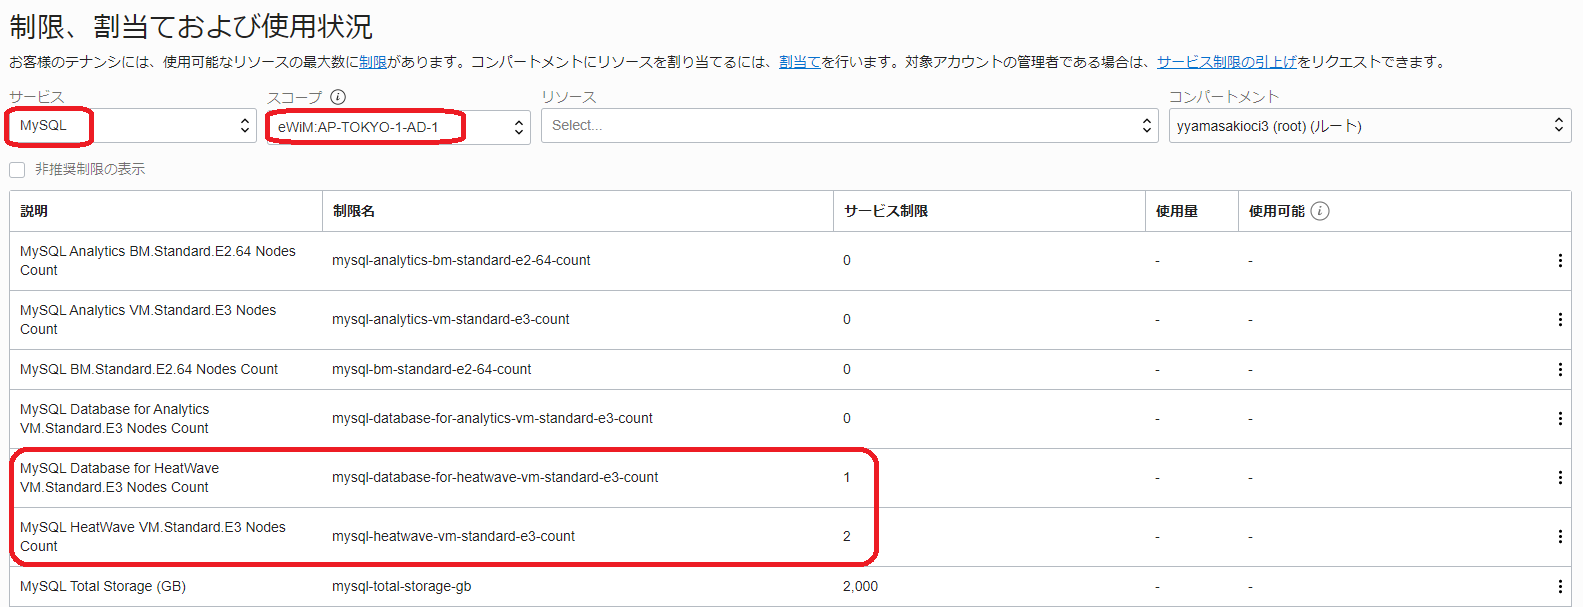 制限、割当ておよび使用状況
お客様のテナンシには、使用可能なリソースの最大数に制限があります。コンパートメントにリソースを割り当てるには、割当てを行います。対象アカウントの管理者である場合は、サービス制限の引上げをリクエストできます。
サービス スコープ i リソース コンパートメント
MySQL eWiM:AP-TOKYO-1-AD-1 Select... yyamasakioci3 (root) (ルート)
非推奨制限の表示
説明 制限名 サービス制限 使用量 使用可能 i
MySQL Analytics BM.Standard.E2.64 Nodes
Count
mysql-analytics-bm-standard-e2-64-count 0 - -
MySQL Analytics VM.Standard.E3 Nodes
Count
mysql-analytics-vm-standard-e3-count 0 - -
MySQL BM.Standard.E2.64 Nodes Count mysql-bm-standard-e2-64-count 0 - -
MySQL Database for Analytics
VM.Standard.E3 Nodes Count
mysql-database-for-analytics-vm-standard-e3-count 0 - -
MySQL Database for HeatWave
VM.Standard.E3 Nodes Count
mysql-database-for-heatwave-vm-standard-e3-count 1 - -
MySQL HeatWave VM.Standard.E3 Nodes
Count
mysql-heatwave-vm-standard-e3-count 2 - -
MySQL Total Storage (GB) mysql-total-storage-gb 2,000 - -